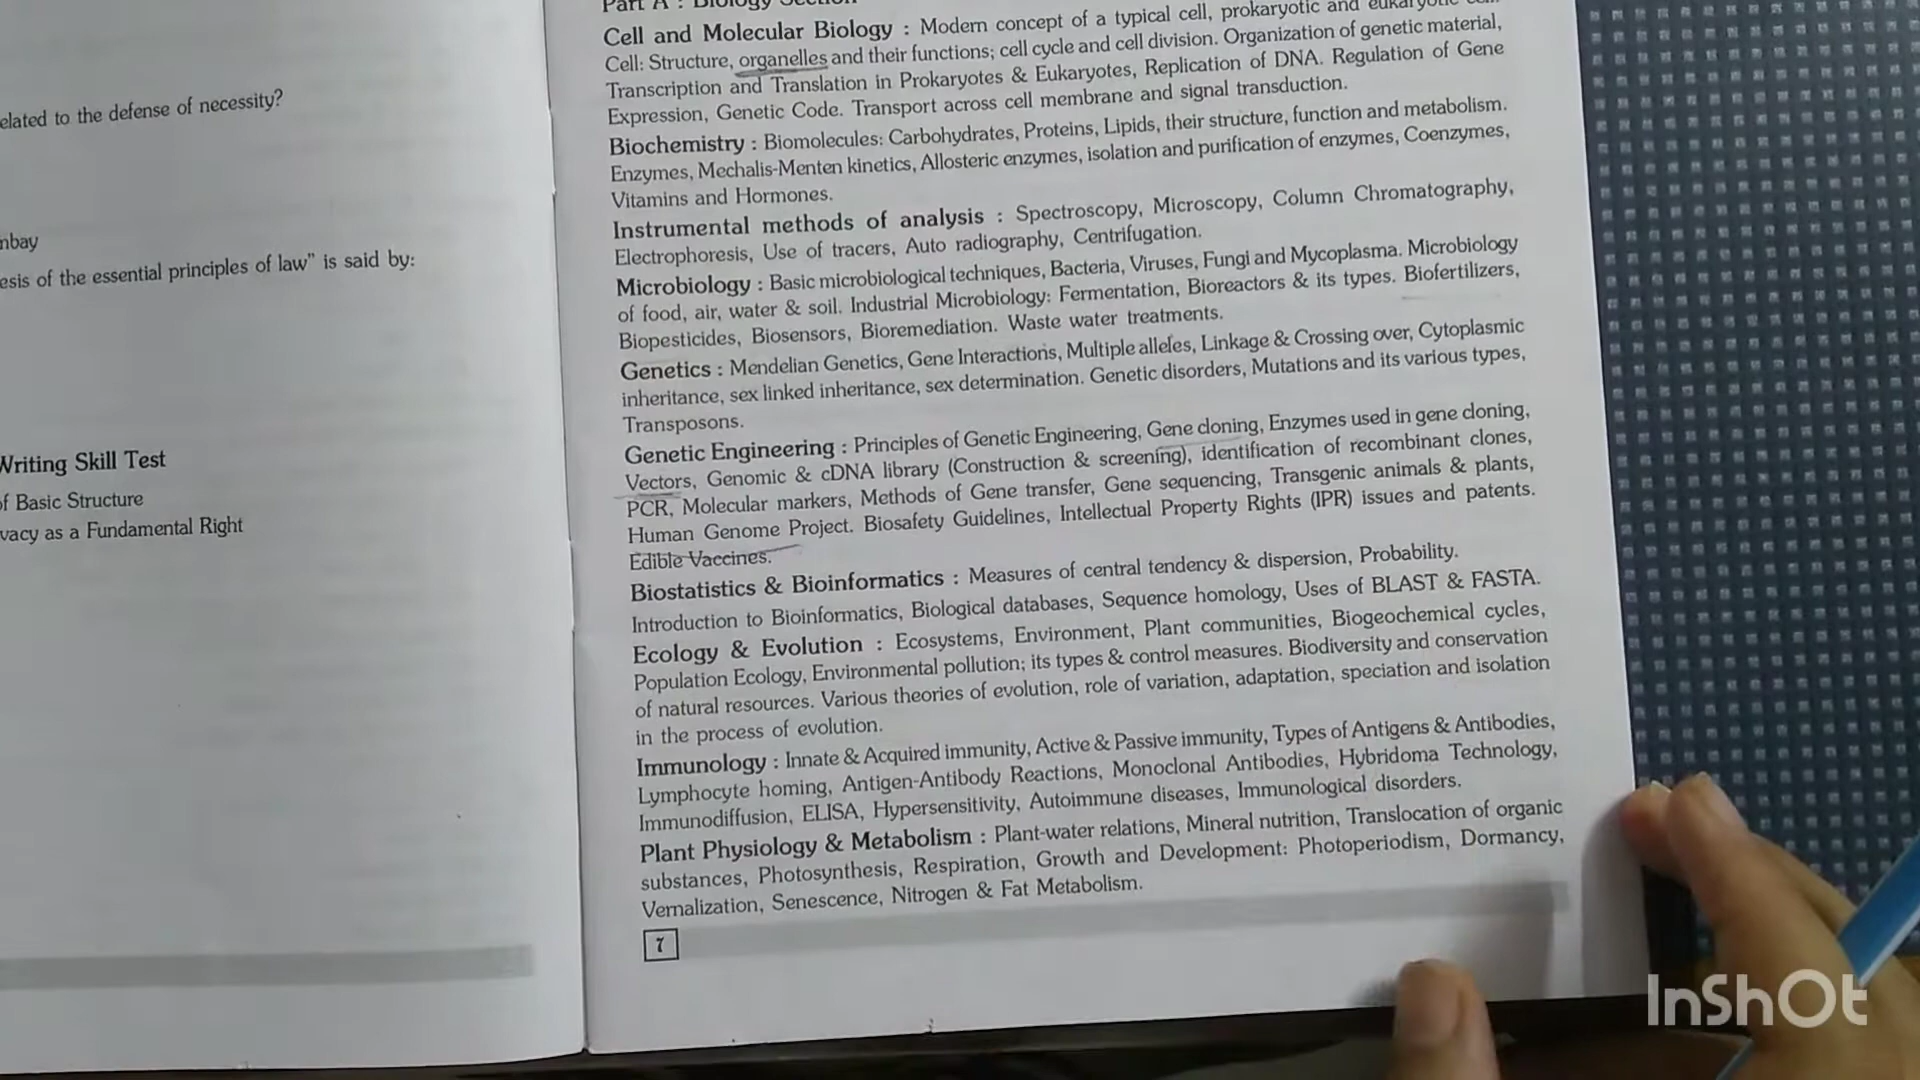 elated to the defense of necessity?
nbay
esis of the essential principles of law" is said by:
Writing Skill Test
of Basic Structure
vacy as a Fundamental Right
Part A : Biology Section
Cell and Molecular Biology : Modern concept of a typical cell, prokaryotic and eukaryotic cell.
Cell: Structure, organelles and their functions; cell cycle and cell division. Organization of genetic material,
Transcription and Translation in Prokaryotes & Eukaryotes, Replication of DNA. Regulation of Gene
Expression, Genetic Code. Transport across cell membrane and signal transduction.
Biochemistry : Biomolecules: Carbohydrates, Proteins, Lipids, their structure, function and metabolism.
Enzymes, Mechalis-Menten kinetics, Allosteric enzymes, isolation and purification of enzymes, Coenzymes,
Vitamins and Hormones.
Instrumental methods of analysis : Spectroscopy, Microscopy, Column Chromatography,
Electrophoresis, Use of tracers, Auto radiography, Centrifugation.
Microbiology : Basic microbiological techniques, Bacteria, Viruses, Fungi and Mycoplasma. Microbiology
of food, air, water & soil. Industrial Microbiology: Fermentation, Bioreactors & its types. Biofertilizers,
Biopesticides, Biosensors, Bioremediation. Waste water treatments.
Genetics : Mendelian Genetics, Gene Interactions, Multiple alleles, Linkage & Crossing over, Cytoplasmic
inheritance, sex linked inheritance, sex determination. Genetic disorders, Mutations and its various types,
Transposons.
Genetic Engineering : Principles of Genetic Engineering, Gene cloning, Enzymes used in gene cloning,
Vectors, Genomic & cDNA library (Construction & screening), identification of recombinant clones,
PCR, Molecular markers, Methods of Gene transfer, Gene sequencing, Transgenic animals & plants,
Human Genome Project. Biosafety Guidelines, Intellectual Property Rights (IPR) issues and patents.
Edible Vaccines.
Biostatistics & Bioinformatics : Measures of central tendency & dispersion, Probability.
Introduction to Bioinformatics, Biological databases, Sequence homology, Uses of BLAST & FASTA.
Ecology & Evolution : Ecosystems, Environment, Plant communities, Biogeochemical cycles,
Population Ecology, Environmental pollution; its types & control measures. Biodiversity and conservation
of natural resources. Various theories of evolution, role of variation, adaptation, speciation and isolation
in the process of evolution.
Immunology : Innate & Acquired immunity, Active & Passive immunity, Types of Antigens & Antibodies,
Lymphocyte homing, Antigen-Antibody Reactions, Monoclonal Antibodies, Hybridoma Technology,
Immunodiffusion, ELISA, Hypersensitivity, Autoimmune diseases, Immunological disorders.
Plant Physiology & Metabolism : Plant-water relations, Mineral nutrition, Translocation of organic
substances, Photosynthesis, Respiration, Growth and Development: Photoperiodism, Dormancy,
Vernalization, Senescence, Nitrogen & Fat Metabolism.
7
InShOt